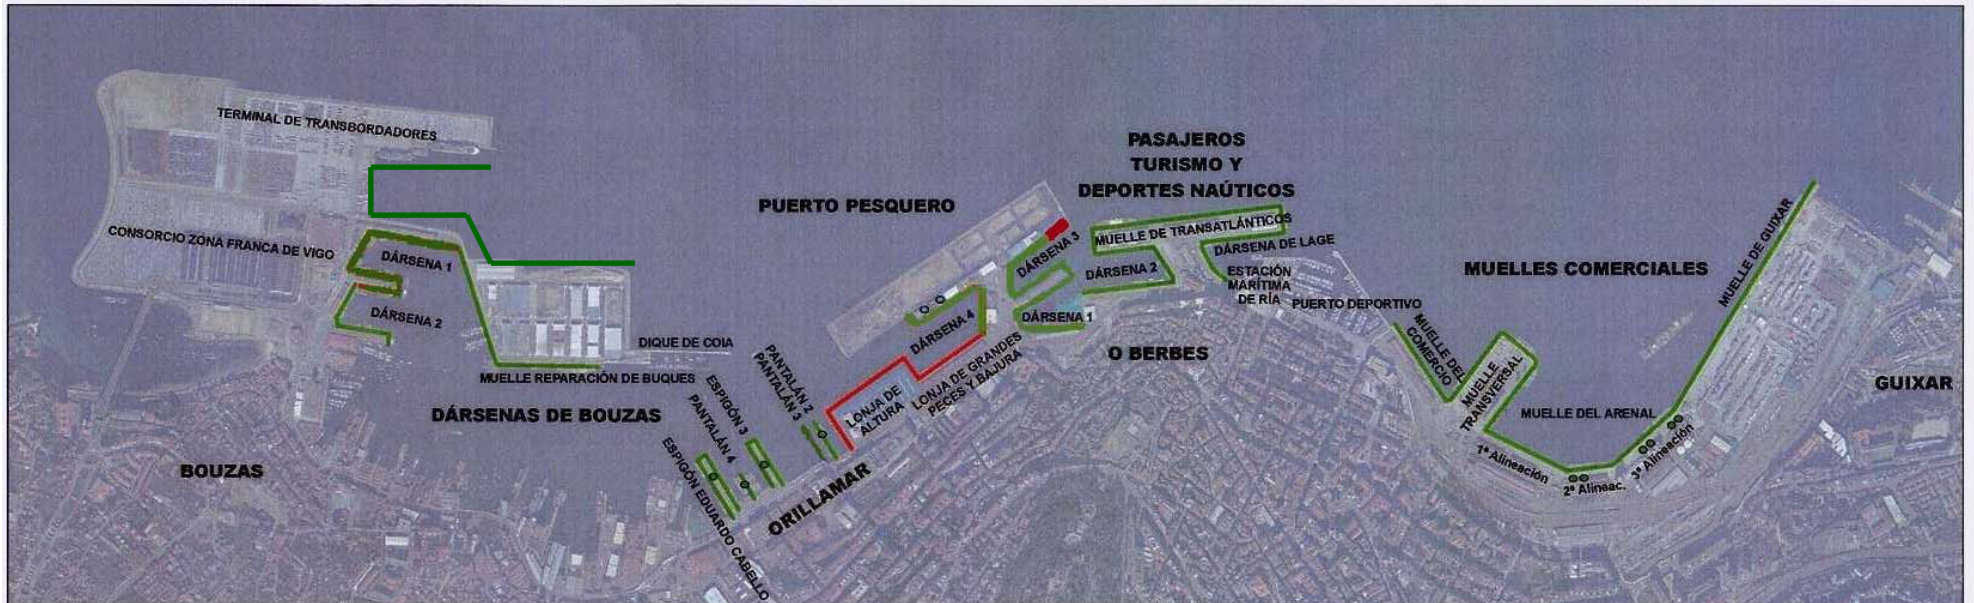 TERMINAL DE TRANSBORDADORES
CONSORCIO ZONA FRANCA DE VIGO
DÁRSENA 1
DÁRSENA 2
MUELLE REPARACIÓN DE BUQUES
DIQUE DE COIA
DÁRSENAS DE BOUZAS
BOUZAS
ESPIGÓN EDUARDO CABELLO
PANTALÁN 4
ESPIGÓN 3
PANTALÁN 3
PANTALÁN 2
ORILLAMAR
PUERTO PESQUERO
LONJA DE
ALTURA
LONJA DE GRANDES
PECES Y BAJURA
DÁRSENA 4
DÁRSENA 3
DÁRSENA 1
DÁRSENA 2
O BERBES
PASAJEROS
TURISMO Y
DEPORTES NAÚTICOS
MUELLE DE TRANSATLÁNTICOS
DÁRSENA DE LAGE
ESTACIÓN
MARÍTIMA
DE RÍA
PUERTO DEPORTIVO
MUELLES COMERCIALES
MUELLE DEL
COMERCIO
MUELLE
TRANSVERSAL
MUELLE DEL ARENAL
1ª Alineación
2ª Alineac.
3ª Alineación
MUELLE DE GUIXAR
GUIXAR